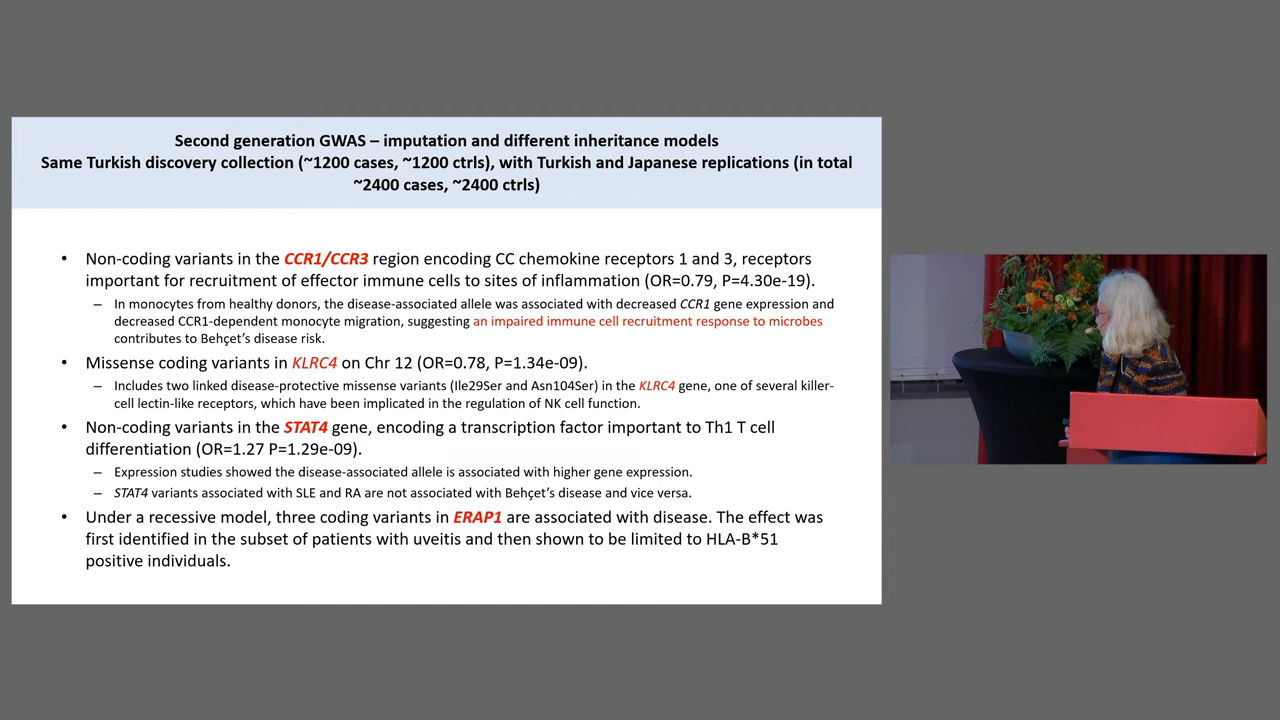 Second generation GWAS – imputation and different inheritance models
Same Turkish discovery collection (~1200 cases, ~1200 ctrls), with Turkish and Japanese replications (in total
~2400 cases, ~2400 ctrls)
• Non-coding variants in the CCR1/CCR3 region encoding CC chemokine receptors 1 and 3, receptors
important for recruitment of effector immune cells to sites of inflammation (OR=0.79, P=4.30e-19).
– In monocytes from healthy donors, the disease-associated allele was associated with decreased CCR1 gene expression and
decreased CCR1-dependent monocyte migration, suggesting an impaired immune cell recruitment response to microbes
contributes to Behçet’s disease risk.
• Missense coding variants in KLRC4 on Chr 12 (OR=0.78, P=1.34e-09).
– Includes two linked disease-protective missense variants (Ile29Ser and Asn104Ser) in the KLRC4 gene, one of several killer-
cell lectin-like receptors, which have been implicated in the regulation of NK cell function.
• Non-coding variants in the STAT4 gene, encoding a transcription factor important to Th1 T cell
differentiation (OR=1.27 P=1.29e-09).
– Expression studies showed the disease-associated allele is associated with higher gene expression.
– STAT4 variants associated with SLE and RA are not associated with Behçet’s disease and vice versa.
• Under a recessive model, three coding variants in ERAP1 are associated with disease. The effect was
first identified in the subset of patients with uveitis and then shown to be limited to HLA-B*51
positive individuals.